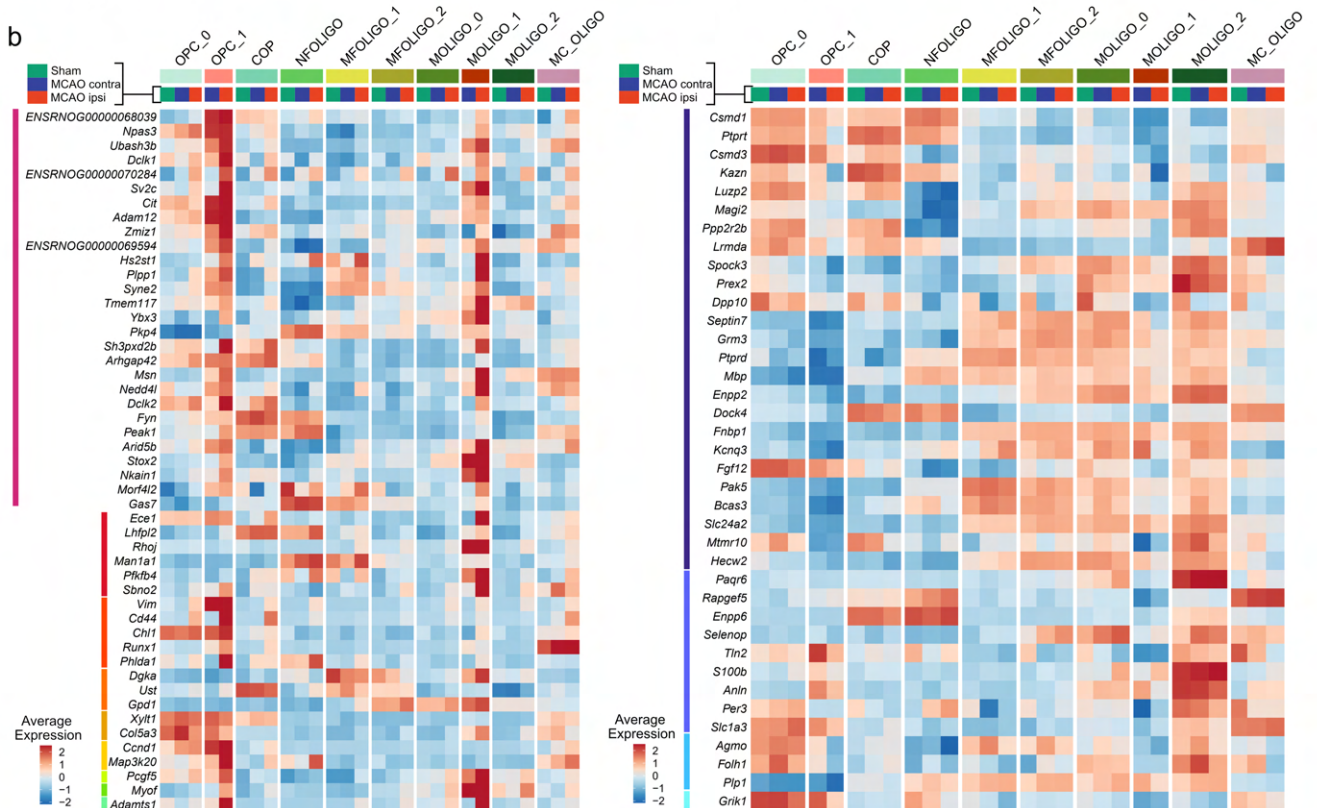 b
OPC_0
OPC_1
COP
NFOLIGO
MFOLIGO_1
MFOLIGO_2
MOLIGO_0
MOLIGO_1
MOLIGO_2
MC_OLIGO
Sham
MCAO contra
MCAO ipsi
ENSRNOG00000068039
Npas3
Ubash3b
Dclk1
ENSRNOG00000070284
Sv2c
Cit
Adam12
Zmiz1
ENSRNOG00000069594
Hs2st1
Plpp1
Syne2
Tmem117
Ybx3
Pkp4
Sh3pxd2b
Arhgap42
Msn
Nedd4l
Dclk2
Fyn
Peak1
Arid5b
Stox2
Nkain1
Morf4l2
Gas7
Ece1
Lhfpl2
Rhoj
Man1a1
Pfkfb4
Sbno2
Vim
Cd44
Chl1
Runx1
Phlda1
Dgka
Ust
Gpd1
Xylt1
Col5a3
Ccnd1
Map3k20
Pcgf5
Myof
Adamts1
Average
Expression
2
1
0
−1
−2
OPC_0
OPC_1
COP
NFOLIGO
MFOLIGO_1
MFOLIGO_2
MOLIGO_0
MOLIGO_1
MOLIGO_2
MC_OLIGO
Sham
MCAO contra
MCAO ipsi
Csmd1
Ptprt
Csmd3
Kazn
Luzp2
Magi2
Ppp2r2b
Lrmda
Spock3
Prex2
Dpp10
Septin7
Grm3
Ptprd
Mbp
Enpp2
Dock4
Fnbp1
Kcnq3
Fgf12
Pak5
Bcas3
Slc24a2
Mtmr10
Hecw2
Paqr6
Rapgef5
Enpp6
Selenop
Tln2
S100b
Anln
Per3
Slc1a3
Agmo
Folh1
Plp1
Grik1
Average
Expression
2
1
0
−1
−2